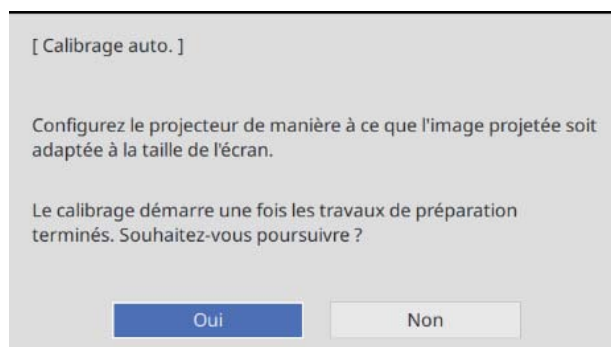 [ Calibrage auto. ]
Configurez le projecteur de manière à ce que l'image projetée soit
adaptée à la taille de l'écran.
Le calibrage démarre une fois les travaux de préparation
terminés. Souhaitez-vous poursuivre ?
Oui
Non